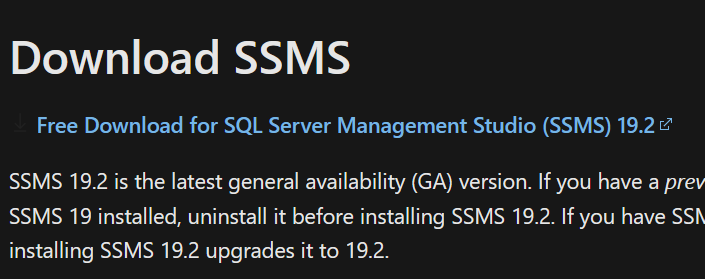 Download SSMS
Free Download for SQL Server Management Studio (SSMS) 19.2
SSMS 19.2 is the latest general availability (GA) version. If you have a prev
SSMS 19 installed, uninstall it before installing SSMS 19.2. If you have SSM
installing SSMS 19.2 upgrades it to 19.2.